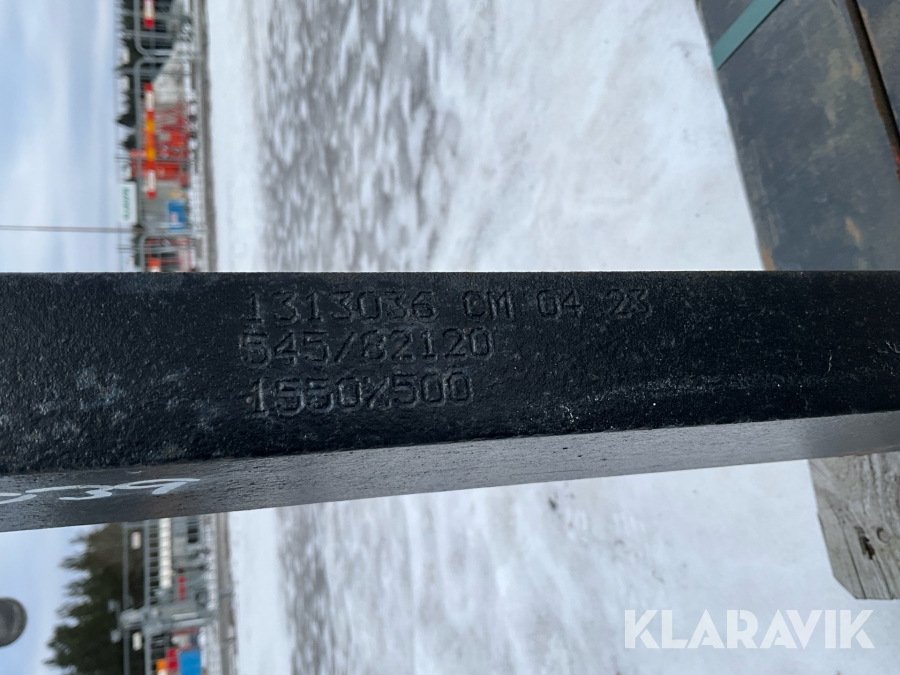 1313036 CM 04 23
545/82120
1550X500
KLARAVIK